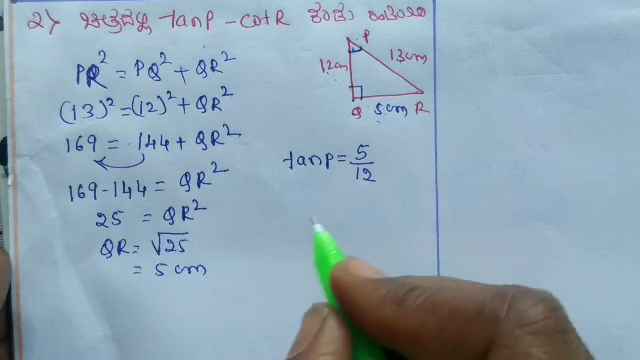 2) ಚಿತ್ರದಲ್ಲಿ tanP - cotR ಕಂಡು ಹಿಡಿಯಿರಿ
PR² = PQ² + QR²
(13)² = (12)² + QR²
169 = 144 + QR²
169 - 144 = QR²
25 = QR²
QR = √25
= 5 cm
P
12cm
13cm
Q 5cm R
tanP = 5/12